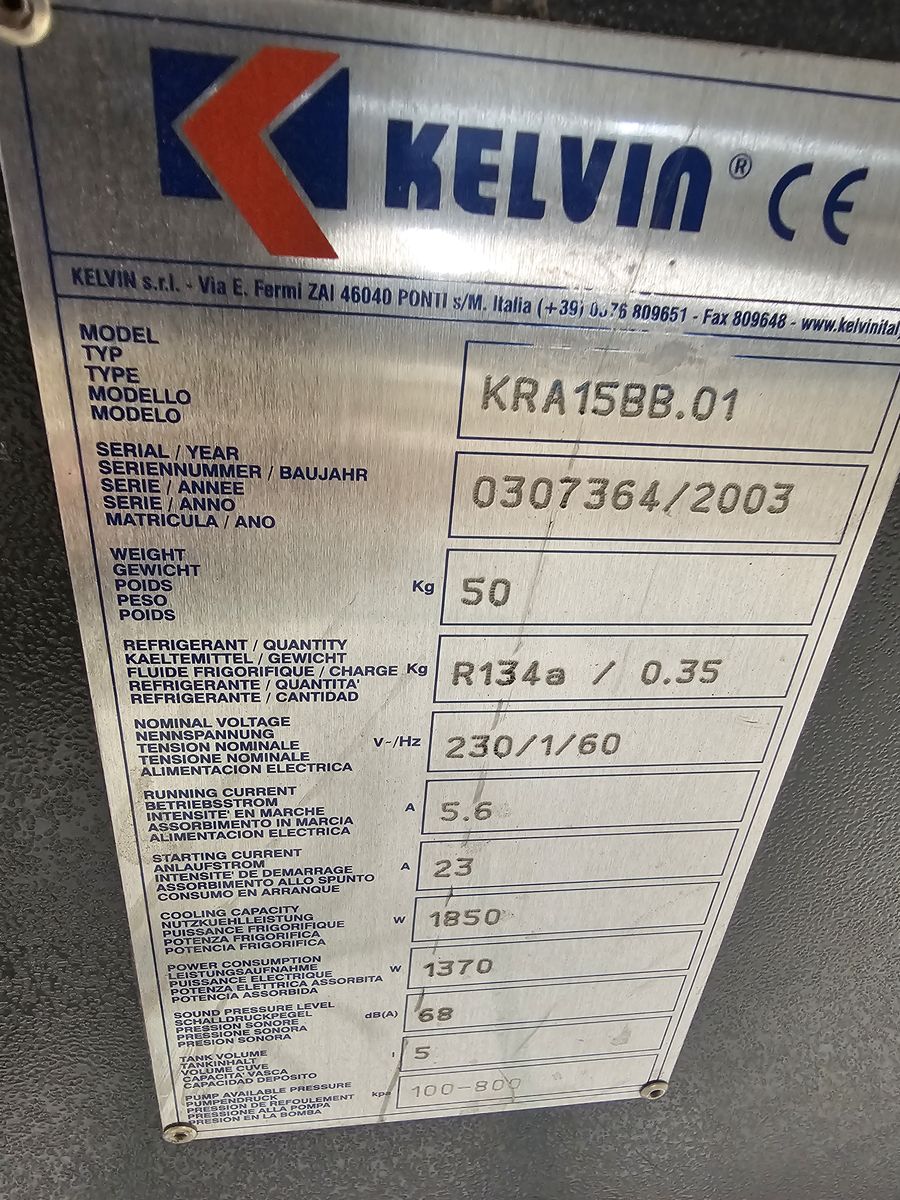 KELVIN® CE
KELVIN s.r.l. - Via E. Fermi ZAI 46040 PONTI s/M. Italia (+39) 0376 809651 - Fax 809648 - www.kelvinital
MODEL
TYP
TYPE
MODELLO
MODELO
KRA15BB.01
SERIAL / YEAR
SERIENNUMMER / BAUJAHR
SERIE / ANNEE
SERIE / ANNO
MATRICULA / ANO
0307364/2003
WEIGHT
GEWICHT
POIDS
PESO
POIDS
Kg
50
REFRIGERANT / QUANTITY
KAELTEMITTEL / GEWICHT
FLUIDE FRIGORIFIQUE / CHARGE
REFRIGERANTE / QUANTITA'
REFRIGERANTE / CANTIDAD
Kg
R134a / 0.35
NOMINAL VOLTAGE
NENNSPANNUNG
TENSION NOMINALE
TENSIONE NOMINALE
ALIMENTACION ELECTRICA
V~/Hz
230/1/60
RUNNING CURRENT
BETRIEBSSTROM
INTENSITE' EN MARCHE
ASSORBIMENTO IN MARCIA
ALIMENTACION ELECTRICA
A
5.6
STARTING CURRENT
ANLAUFSTROM
INTENSITE' DE DEMARRAGE
ASSORBIMENTO ALLO SPUNTO
CONSUMO EN ARRANQUE
A
23
COOLING CAPACITY
NUTZKUEHLLEISTUNG
PUISSANCE FRIGORIFIQUE
POTENZA FRIGORIFICA
POTENCIA FRIGORIFICA
W
1850
POWER CONSUMPTION
LEISTUNGSAUFNAHME
PUISSANCE ELECTRIQUE
POTENZA ELETTRICA ASSORBITA
POTENCIA ASSORBIDA
W
1370
SOUND PRESSURE LEVEL
SCHALLDRUCKPEGEL
PRESSION SONORE
PRESSIONE SONORA
PRESION SONORA
dB(A)
68
TANK VOLUME
TANKINHALT
VOLUME CUVE
CAPACITA' VASCA
CAPACIDAD DEPOSITO
l
5
PUMP AVAILABLE PRESSURE
PUMPENDRUCK
PRESSION DE REFOULEMENT
PRESSIONE ALLA POMPA
PRESION EN LA BOMBA
kpa
100-800